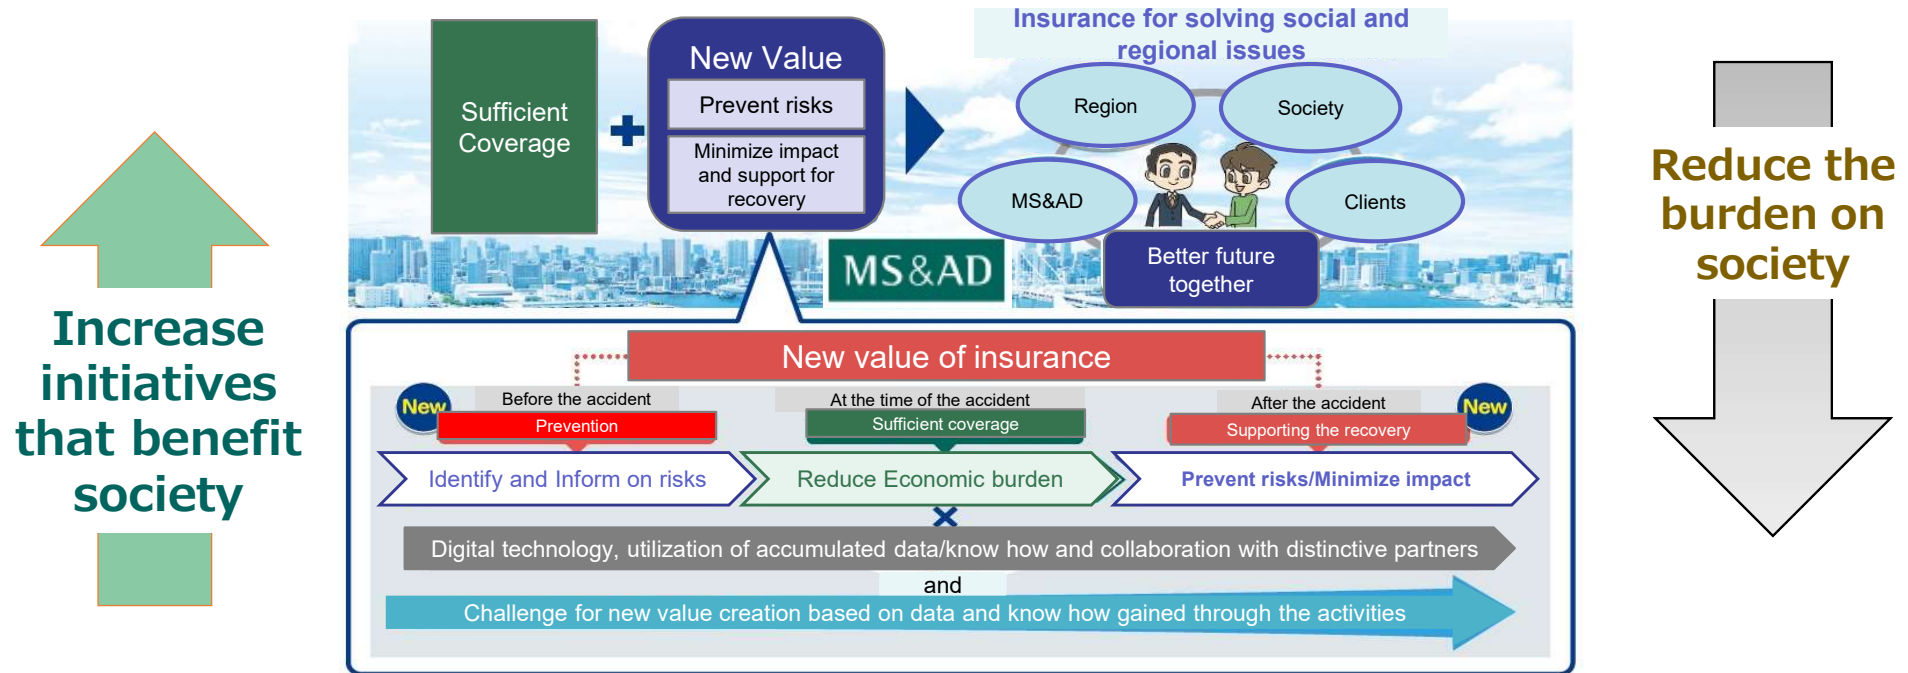 Increase
initiatives
that benefit
society
Sufficient
Coverage
New Value
Prevent risks
Minimize impact
and support for
recovery
Insurance for solving social and
regional issues
Region
Society
MS&AD
Clients
Better future
together
MS&AD
New value of insurance
New
Before the accident
Prevention
At the time of the accident
Sufficient coverage
After the accident
Supporting the recovery
New
Identify and Inform on risks
Reduce Economic burden
Prevent risks/Minimize impact
Digital technology, utilization of accumulated data/know how and collaboration with distinctive partners
and
Challenge for new value creation based on data and know how gained through the activities
Reduce the
burden on
society